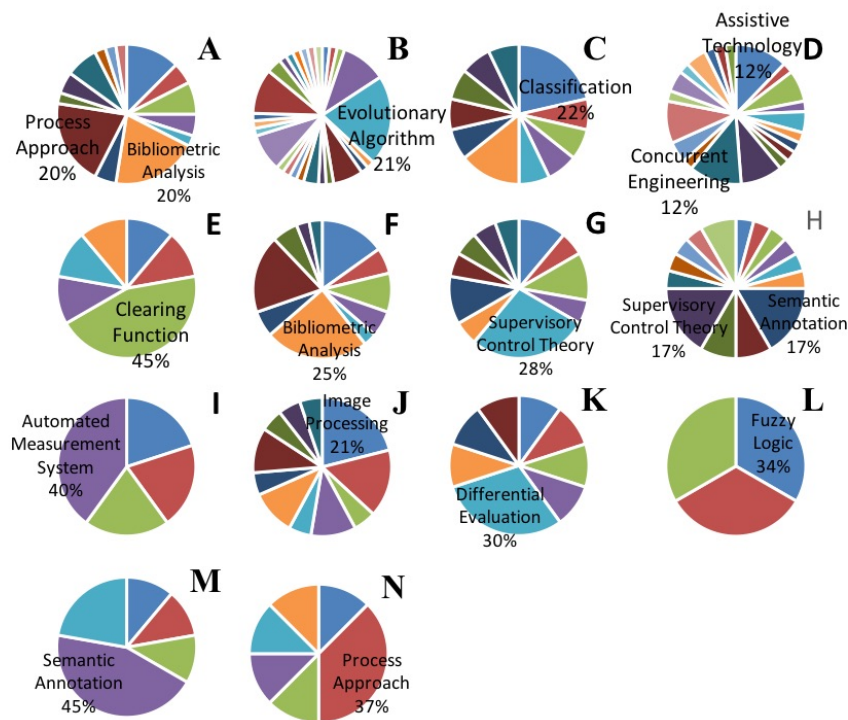 A
Process
Approach
20%
Bibliometric
Analysis
20%
B
Evolutionary
Algorithm
21%
C
Classification
22%
Assistive
Technology
12%
D
Concurrent
Engineering
12%
E
Clearing
Function
45%
F
Bibliometric
Analysis
25%
G
Supervisory
Control Theory
28%
H
Supervisory
Control Theory
17%
Semantic
Annotation
17%
I
Automated
Measurement
System
40%
J
Image
Processing
21%
K
Differential
Evaluation
30%
L
Fuzzy
Logic
34%
M
Semantic
Annotation
45%
N
Process
Approach
37%